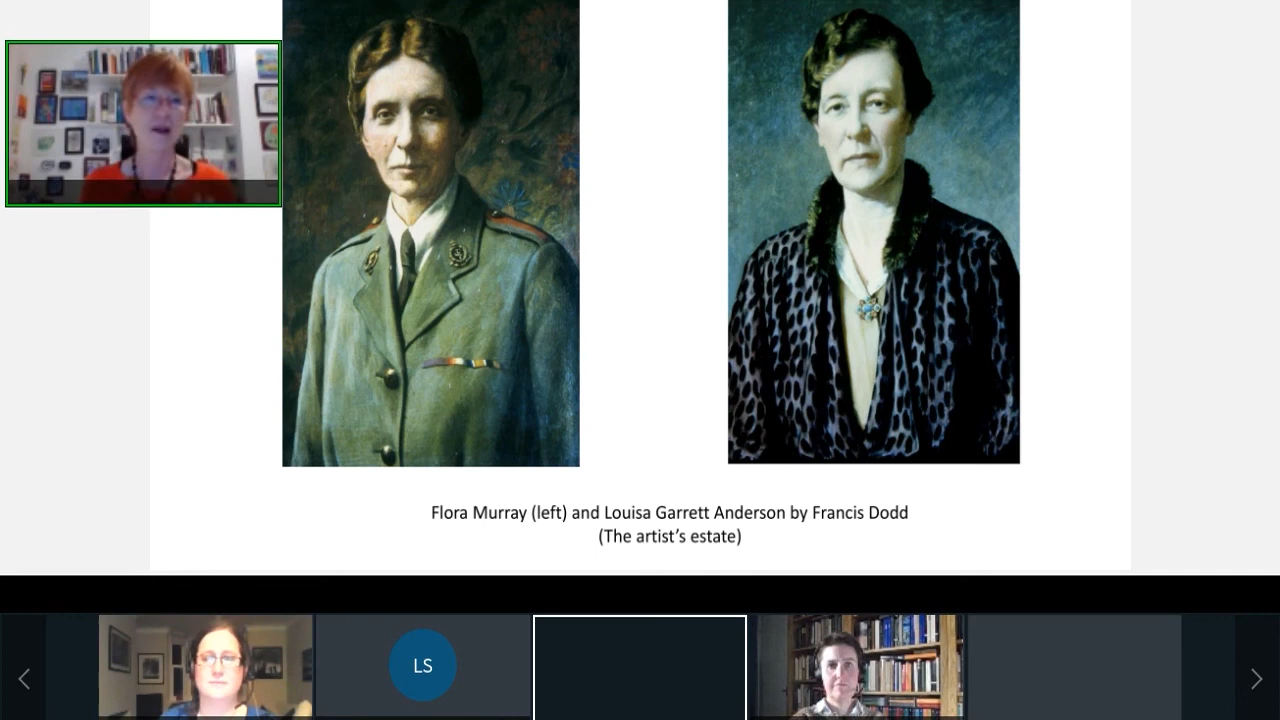 Flora Murray (left) and Louisa Garrett Anderson by Francis Dodd
(The artist's estate)
LS